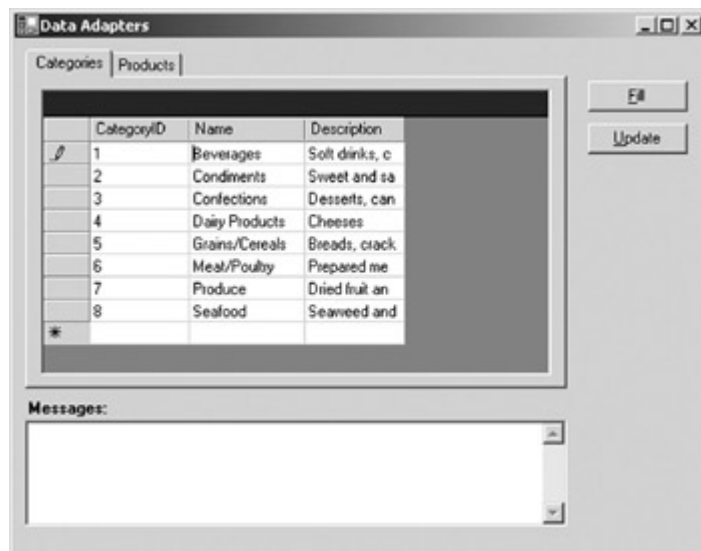 Data Adapters
Categories Products
Fill
CategoryID Name Description
Update
1 Beverages Soft drinks, c
2 Condiments Sweet and sa
3 Confections Desserts, can
4 Dairy Products Cheeses
5 Grains/Cereals Breads, crack
6 Meat/Poultry Prepared me
7 Produce Dried fruit an
8 Seafood Seaweed and
*
Messages: